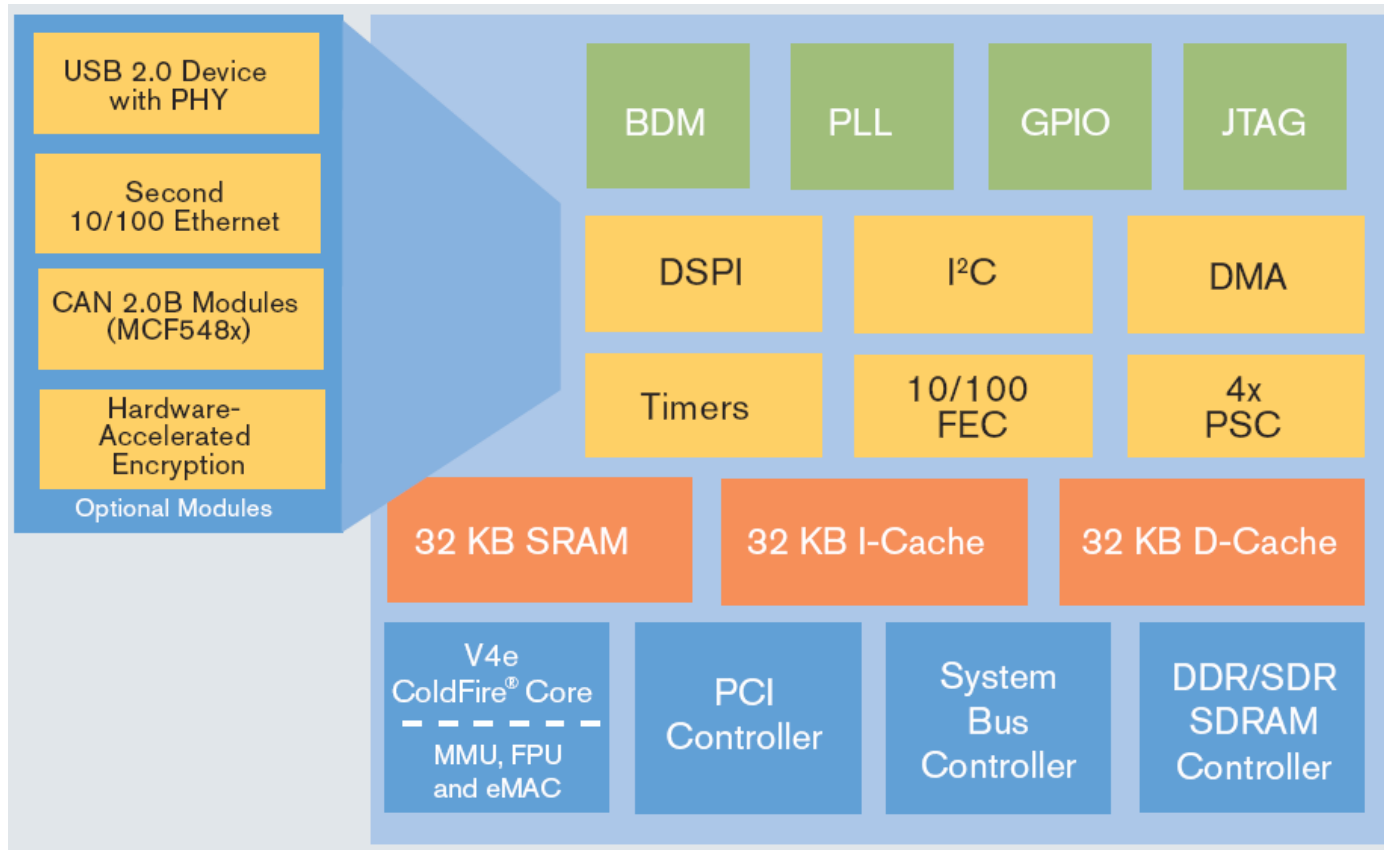 USB 2.0 Device
with PHY
Second
10/100 Ethernet
CAN 2.0B Modules
(MCF548x)
Hardware-
Accelerated
Encryption
Optional Modules
BDM
PLL
GPIO
JTAG
DSPI
I²C
DMA
Timers
10/100
FEC
4x
PSC
32 KB SRAM
32 KB I-Cache
32 KB D-Cache
V4e
ColdFire® Core
MMU, FPU
and eMAC
PCI
Controller
System
Bus
Controller
DDR/SDR
SDRAM
Controller